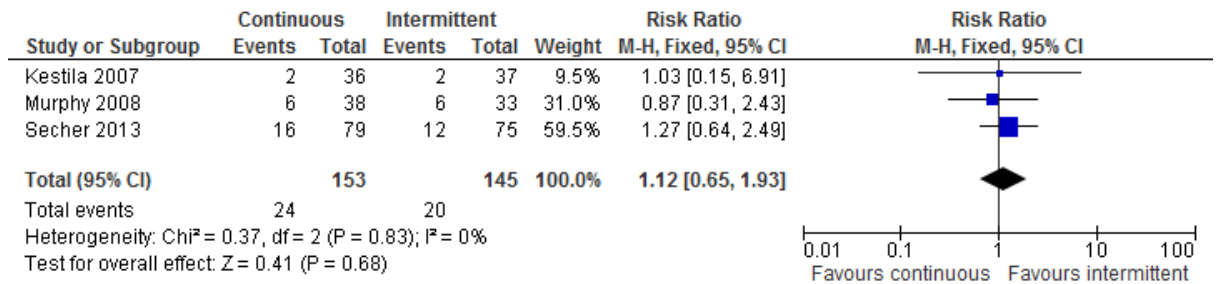 Continuous Intermittent Risk Ratio Risk Ratio
Study or Subgroup Events Total Events Total Weight M-H, Fixed, 95% CI M-H, Fixed, 95% CI
Kestila 2007 2 36 2 37 9.5% 1.03 [0.15, 6.91]
Murphy 2008 6 38 6 33 31.0% 0.87 [0.31, 2.43]
Secher 2013 16 79 12 75 59.5% 1.27 [0.64, 2.49]
Total (95% CI) 153 145 100.0% 1.12 [0.65, 1.93]
Total events 24 20
Heterogeneity: Chi² = 0.37, df = 2 (P = 0.83); I² = 0%
Test for overall effect: Z = 0.41 (P = 0.68)
0.01 0.1 1 10 100
Favours continuous Favours intermittent